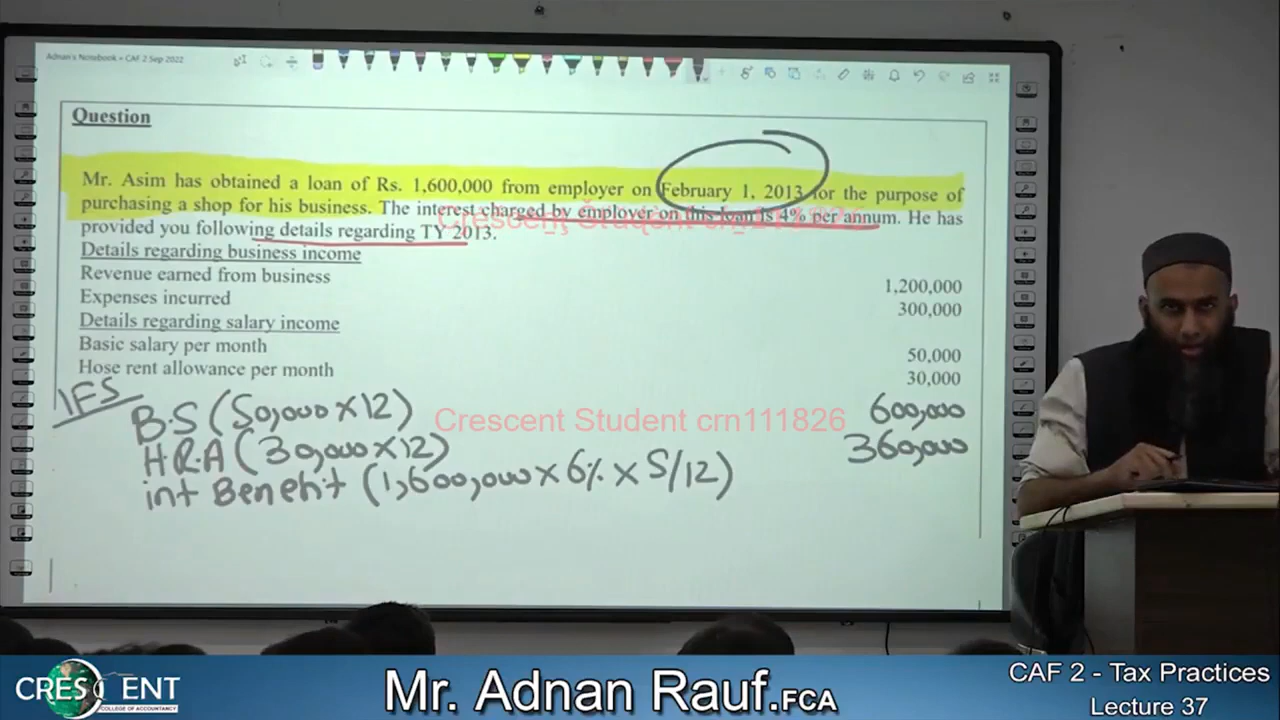 Adnan's Notebook » CAF 2 Sep 2022
Question
Mr. Asim has obtained a loan of Rs. 1,600,000 from employer on February 1, 2013 for the purpose of
purchasing a shop for his business. The interest charged by employer on this loan is 4% per annum. He has
provided you following details regarding TY 2013.
Crescent Student crn111826
Details regarding business income
Revenue earned from business 1,200,000
Expenses incurred 300,000
Details regarding salary income
Basic salary per month 50,000
Hose rent allowance per month 30,000
IFS
B.S (50,000 x 12) 600,000
Crescent Student crn111826
H.R.A (30,000 x 12) 360,000
int Benefit (1,600,000 x 6% x 5/12)
CRESCENT
COLLEGE OF ACCOUNTANCY
Mr. Adnan Rauf.FCA
CAF 2 - Tax Practices
Lecture 37